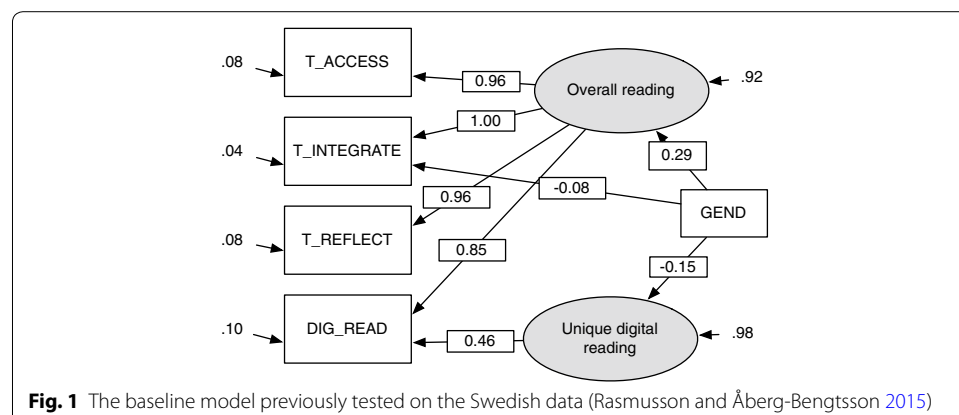 .08
T_ACCESS
0.96
Overall reading
.92
1.00
.04
T_INTEGRATE
0.29
-0.08
0.96
GEND
.08
T_REFLECT
0.85
-0.15
.10
DIG_READ
0.46
Unique digital
reading
.98
Fig. 1 The baseline model previously tested on the Swedish data (Rasmusson and Åberg-Bengtsson 2015)